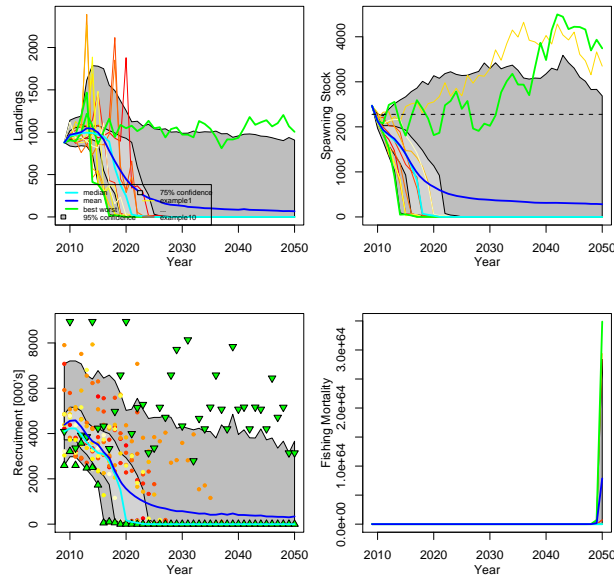 Landings
2000
1500
1000
500
0
median
mean
best worst
95% confidence
75% confidence
example1
...
example10
2010 2020 2030 2040 2050
Year
Spawning Stock
4000
3000
2000
1000
0
2010 2020 2030 2040 2050
Year
Recruitment [000's]
8000
6000
4000
2000
0
2010 2020 2030 2040 2050
Year
Fishing Mortality
3.0e+64
2.0e+64
1.0e+64
0.0e+00
2010 2020 2030 2040 2050
Year